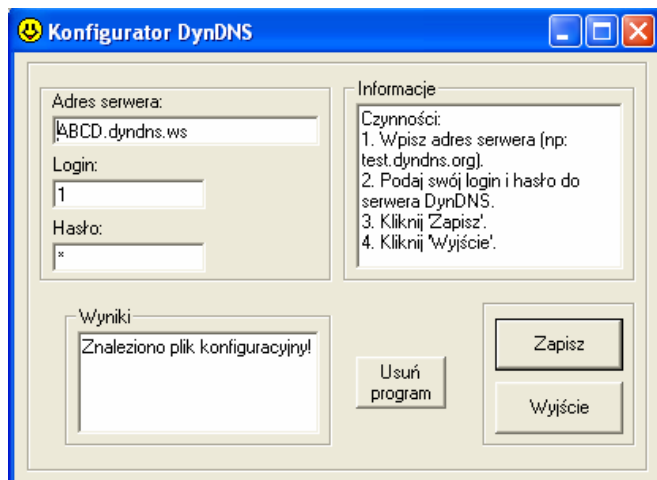 Konfigurator DynDNS
Adres serwera:
ABCD.dyndns.ws
Login:
1
Hasło:
*
Informacje
Czynności:
1. Wpisz adres serwera (np:
test.dyndns.org).
2. Podaj swój login i hasło do
serwera DynDNS.
3. Kliknij 'Zapisz'.
4. Kliknij 'Wyjście'.
Wyniki
Znaleziono plik konfiguracyjny!
Usuń
program
Zapisz
Wyjście